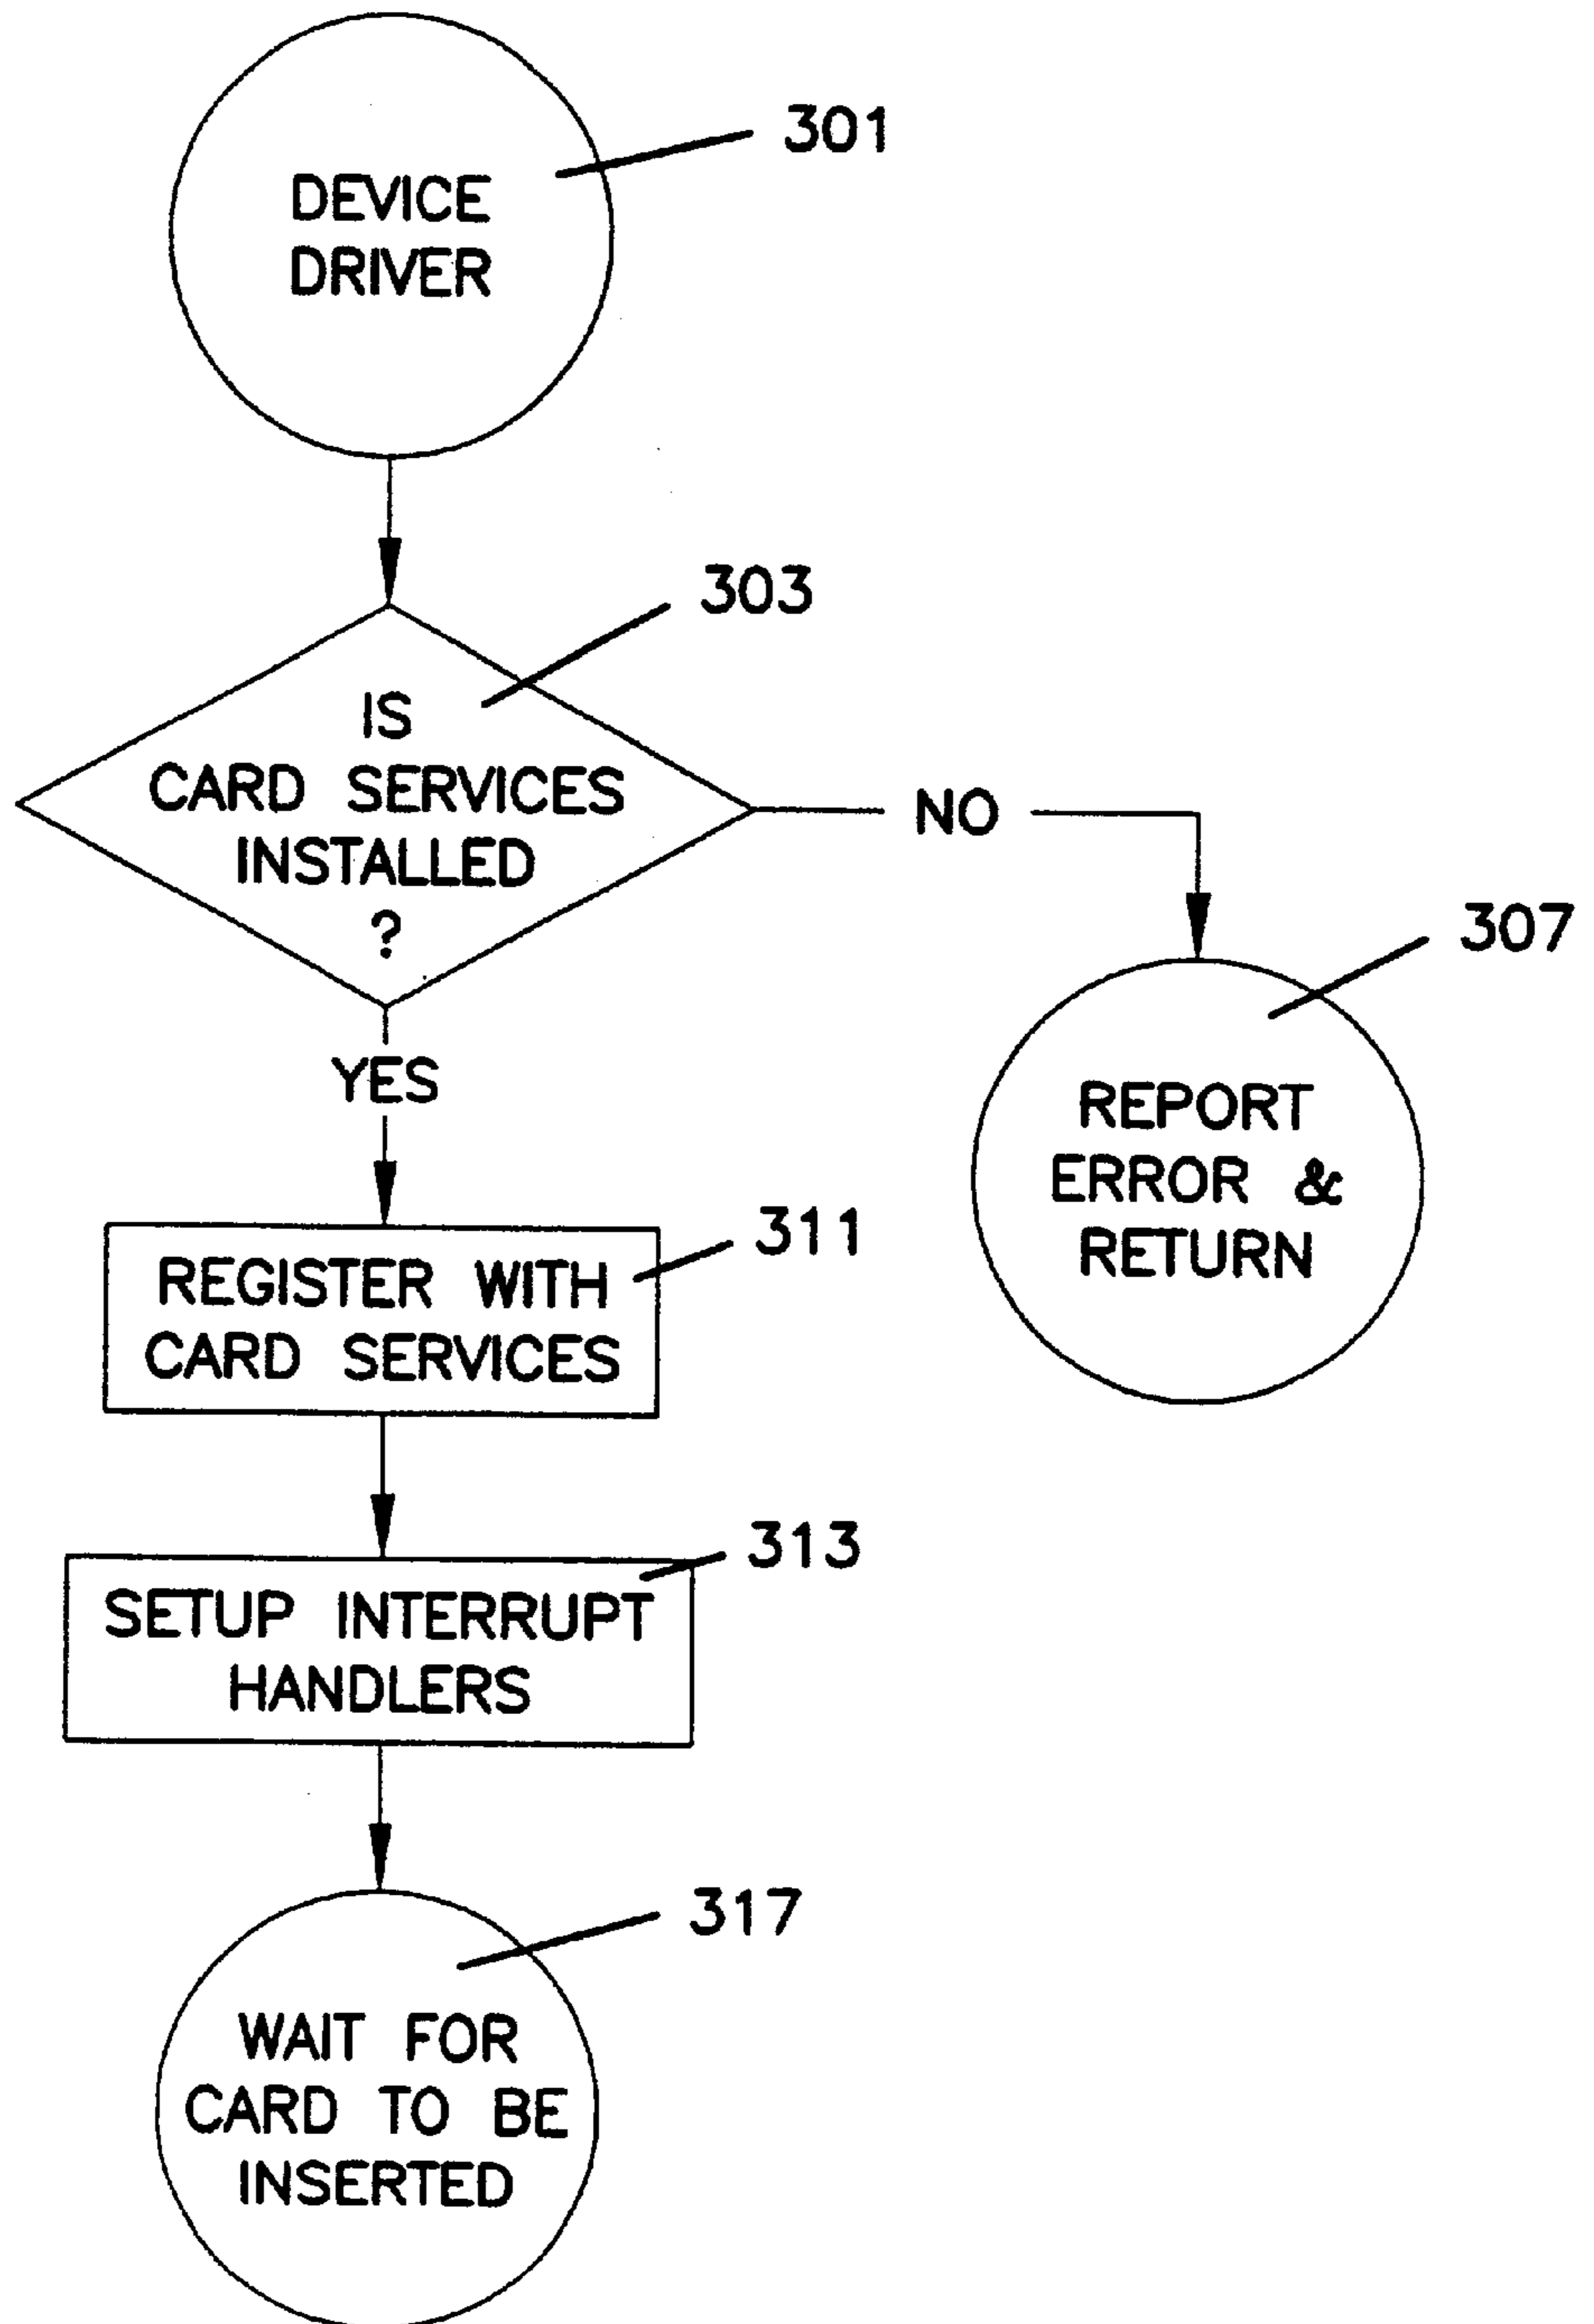 DEVICE
DRIVER
301
303
IS
CARD SERVICES
INSTALLED
?
NO
307
YES
REPORT
ERROR &
RETURN
311
REGISTER WITH
CARD SERVICES
313
SETUP INTERRUPT
HANDLERS
317
WAIT FOR
CARD TO BE
INSERTED